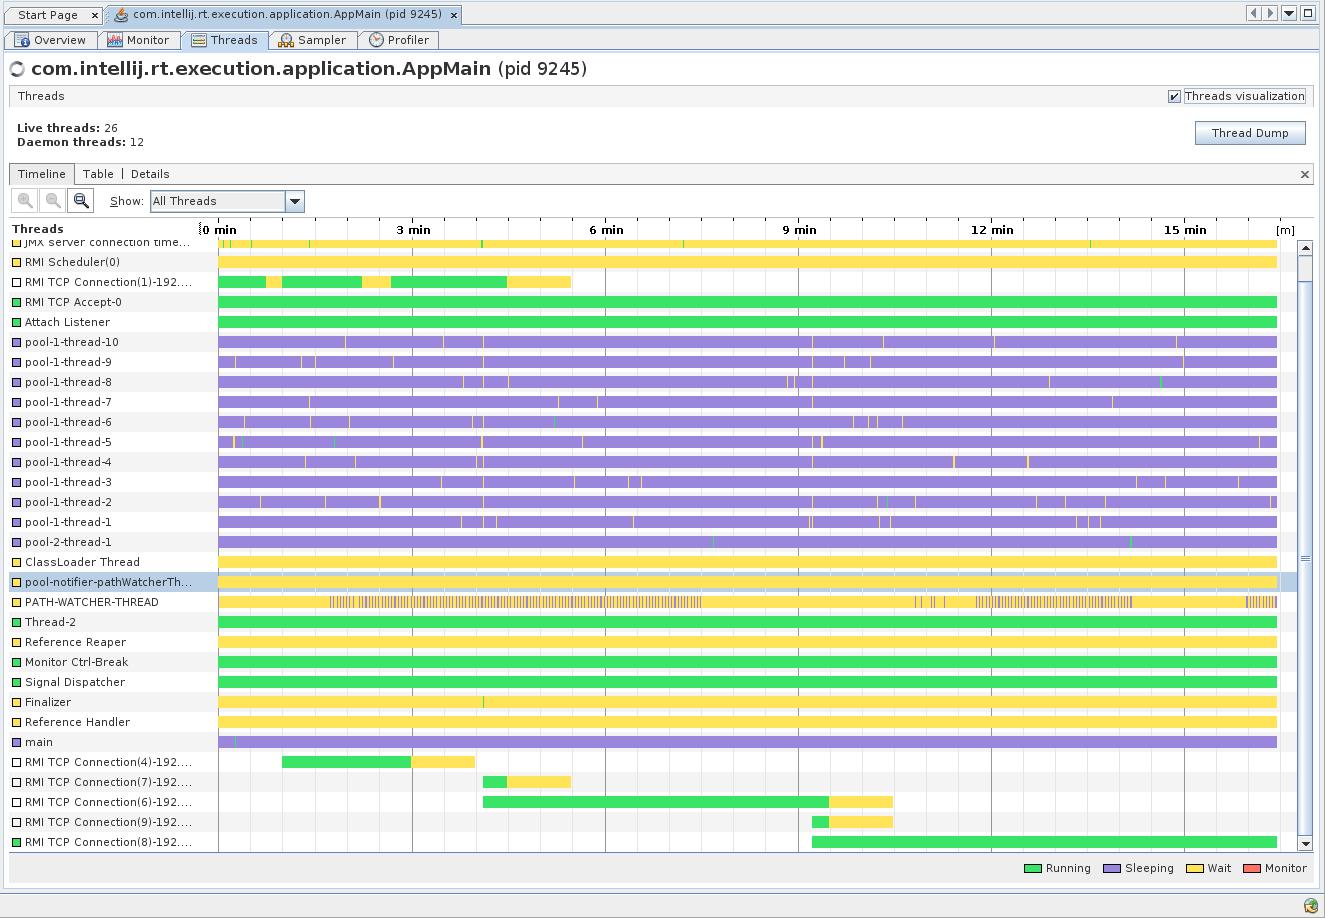 Start Page com.intellij.rt.execution.application.AppMain (pid 9245)
Overview Monitor Threads Sampler Profiler
com.intellij.rt.execution.application.AppMain (pid 9245)
Threads Threads visualization
Live threads: 26
Daemon threads: 12
Thread Dump
Timeline Table Details
Show: All Threads
Threads 0 min 3 min 6 min 9 min 12 min 15 min [m]
JMX server connection time...
RMI Scheduler(0)
RMI TCP Connection(1)-192....
RMI TCP Accept-0
Attach Listener
pool-1-thread-10
pool-1-thread-9
pool-1-thread-8
pool-1-thread-7
pool-1-thread-6
pool-1-thread-5
pool-1-thread-4
pool-1-thread-3
pool-1-thread-2
pool-1-thread-1
pool-2-thread-1
ClassLoader Thread
pool-notifier-pathWatcherTh...
PATH-WATCHER-THREAD
Thread-2
Reference Reaper
Monitor Ctrl-Break
Signal Dispatcher
Finalizer
Reference Handler
main
RMI TCP Connection(4)-192....
RMI TCP Connection(7)-192....
RMI TCP Connection(6)-192....
RMI TCP Connection(9)-192....
RMI TCP Connection(8)-192....
Running Sleeping Wait Monitor